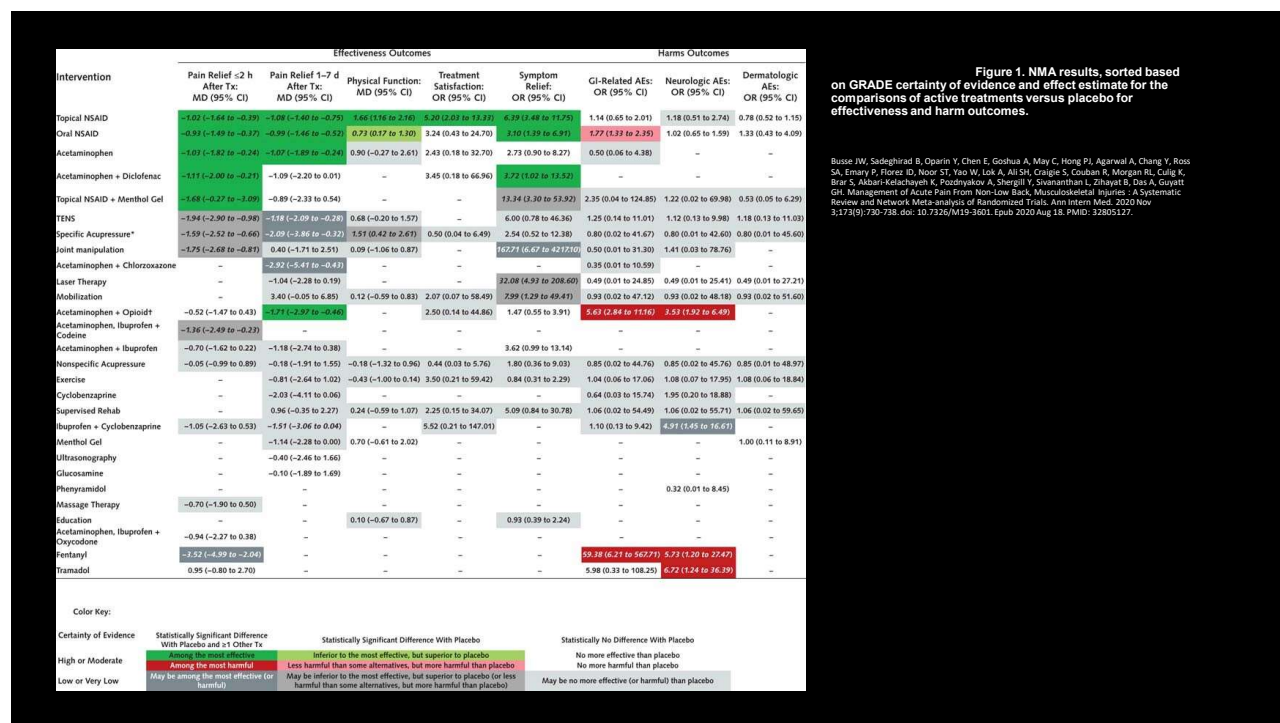 Effectiveness Outcomes Harms Outcomes
Intervention Pain Relief ≤2 h After Tx: MD (95% CI) Pain Relief 1–7 d After Tx: MD (95% CI) Physical Function: MD (95% CI) Treatment Satisfaction: OR (95% CI) Symptom Relief: OR (95% CI) GI-Related AEs: OR (95% CI) Neurologic AEs: OR (95% CI) Dermatologic AEs: OR (95% CI)
Topical NSAID −1.02 (−1.64 to −0.39) −1.08 (−1.40 to −0.75) 1.66 (1.16 to 2.16) 5.20 (2.03 to 13.33) 6.39 (3.48 to 11.75) 1.14 (0.65 to 2.01) 1.18 (0.51 to 2.74) 0.78 (0.52 to 1.15)
Oral NSAID −0.93 (−1.49 to −0.37) −0.99 (−1.46 to −0.52) 0.73 (0.17 to 1.30) 3.24 (0.43 to 24.70) 3.10 (1.39 to 6.91) 1.77 (1.33 to 2.35) 1.02 (0.65 to 1.59) 1.33 (0.43 to 4.09)
Acetaminophen −1.03 (−1.82 to −0.24) −1.07 (−1.89 to −0.24) 0.90 (−0.27 to 2.61) 2.43 (0.18 to 32.70) 2.73 (0.90 to 8.27) 0.50 (0.06 to 4.38) – –
Acetaminophen + Diclofenac −1.11 (−2.00 to −0.21) −1.09 (−2.20 to 0.01) – 3.45 (0.18 to 66.96) 3.72 (1.02 to 13.52) – – –
Topical NSAID + Menthol Gel −1.68 (−0.27 to −3.09) −0.89 (−2.33 to 0.54) – – 13.34 (3.30 to 53.92) 2.35 (0.04 to 124.85) 1.22 (0.02 to 69.98) 0.53 (0.05 to 6.29)
TENS −1.94 (−2.90 to −0.98) −1.18 (−2.09 to −0.28) 0.68 (−0.20 to 1.57) – 6.00 (0.78 to 46.36) 1.25 (0.14 to 11.01) 1.12 (0.13 to 9.98) 1.18 (0.13 to 11.03)
Specific Acupressure* −1.59 (−2.52 to −0.66) −2.09 (−3.86 to −0.32) 1.51 (0.42 to 2.61) 0.50 (0.04 to 6.49) 2.54 (0.52 to 12.38) 0.80 (0.02 to 41.67) 0.80 (0.01 to 42.60) 0.80 (0.01 to 45.60)
Joint manipulation −1.75 (−2.68 to −0.81) 0.40 (−1.71 to 2.51) 0.09 (−1.06 to 0.87) – 167.71 (6.67 to 4217.10) 0.50 (0.01 to 31.30) 1.41 (0.03 to 78.76) –
Acetaminophen + Chlorzoxazone – −2.92 (−5.41 to −0.43) – – – 0.35 (0.01 to 10.59) – –
Laser Therapy – −1.04 (−2.28 to 0.19) – – 32.08 (4.93 to 208.60) 0.49 (0.01 to 24.85) 0.49 (0.01 to 25.41) 0.49 (0.01 to 27.21)
Mobilization – 3.40 (−0.05 to 6.85) 0.12 (−0.59 to 0.83) 2.07 (0.07 to 58.49) 7.99 (1.29 to 49.41) 0.93 (0.02 to 47.12) 0.93 (0.02 to 48.18) 0.93 (0.02 to 51.60)
Acetaminophen + Opioid† −0.52 (−1.47 to 0.43) −1.71 (−2.97 to −0.46) – 2.50 (0.14 to 44.86) 1.47 (0.55 to 3.91) 5.63 (2.84 to 11.16) 3.53 (1.92 to 6.49) –
Acetaminophen, Ibuprofen + Codeine −1.36 (−2.49 to −0.23) – – – – – – –
Acetaminophen + Ibuprofen −0.70 (−1.62 to 0.22) −1.18 (−2.74 to 0.38) – – 3.62 (0.99 to 13.14) – – –
Nonspecific Acupressure −0.05 (−0.99 to 0.89) −0.18 (−1.91 to 1.55) −0.18 (−1.32 to 0.96) 0.44 (0.03 to 5.76) 1.80 (0.36 to 9.03) 0.85 (0.02 to 44.76) 0.85 (0.02 to 45.76) 0.85 (0.01 to 48.97)
Exercise – −0.81 (−2.64 to 1.02) −0.43 (−1.00 to 0.14) 3.50 (0.21 to 59.42) 0.84 (0.31 to 2.29) 1.04 (0.06 to 17.06) 1.08 (0.07 to 17.95) 1.08 (0.06 to 18.84)
Cyclobenzaprine – −2.03 (−4.11 to 0.06) – – – 0.64 (0.03 to 15.74) 1.95 (0.20 to 18.88) –
Supervised Rehab – 0.96 (−0.35 to 2.27) 0.24 (−0.59 to 1.07) 2.25 (0.15 to 34.07) 5.09 (0.84 to 30.78) 1.06 (0.02 to 54.49) 1.06 (0.02 to 55.71) 1.06 (0.02 to 59.65)
Ibuprofen + Cyclobenzaprine −1.05 (−2.63 to 0.53) −1.51 (−3.06 to 0.04) – 5.52 (0.21 to 147.01) – 1.10 (0.13 to 9.42) 4.91 (1.45 to 16.61) –
Menthol Gel – −1.14 (−2.28 to 0.00) 0.70 (−0.61 to 2.02) – – – – 1.00 (0.11 to 8.91)
Ultrasonography – −0.40 (−2.46 to 1.66) – – – – – –
Glucosamine – −0.10 (−1.89 to 1.69) – – – – – –
Phenyramidol – – – – – – 0.32 (0.01 to 8.45) –
Massage Therapy −0.70 (−1.90 to 0.50) – – – – – – –
Education – – 0.10 (−0.67 to 0.87) – 0.93 (0.39 to 2.24) – – –
Acetaminophen, Ibuprofen + Oxycodone −0.94 (−2.27 to 0.38) – – – – – – –
Fentanyl −3.52 (−4.99 to −2.04) – – – – 59.38 (6.21 to 567.71) 5.73 (1.20 to 27.47) –
Tramadol 0.95 (−0.80 to 2.70) – – – – 5.98 (0.33 to 108.25) 6.72 (1.24 to 36.39) –
Color Key:
Certainty of Evidence Statistically Significant Difference With Placebo and ≥1 Other Tx Statistically Significant Difference With Placebo Statistically No Difference With Placebo
High or Moderate Among the most effective Inferior to the most effective, but superior to placebo No more effective than placebo
Among the most harmful Less harmful than some alternatives, but more harmful than placebo No more harmful than placebo
Low or Very Low May be among the most effective (or harmful) May be inferior to the most effective, but superior to placebo (or less harmful than some alternatives, but more harmful than placebo) May be no more effective (or harmful) than placebo
Figure 1. NMA results, sorted based
on GRADE certainty of evidence and effect estimate for the
comparisons of active treatments versus placebo for
effectiveness and harm outcomes.
Busse JW, Sadeghirad B, Oparin Y, Chen E, Goshua A, May C, Hong PJ, Agarwal A, Chang Y, Ross
SA, Emary P, Florez ID, Noor ST, Yao W, Lok A, Ali SH, Craigie S, Couban R, Morgan RL, Culig K,
Brar S, Akbari-Kelachayeh K, Pozdnyakov A, Shergill Y, Sivananthan L, Zihayat B, Das A, Guyatt
GH. Management of Acute Pain From Non-Low Back, Musculoskeletal Injuries : A Systematic
Review and Network Meta-analysis of Randomized Trials. Ann Intern Med. 2020 Nov
3;173(9):730-738. doi: 10.7326/M19-3601. Epub 2020 Aug 18. PMID: 32805127.